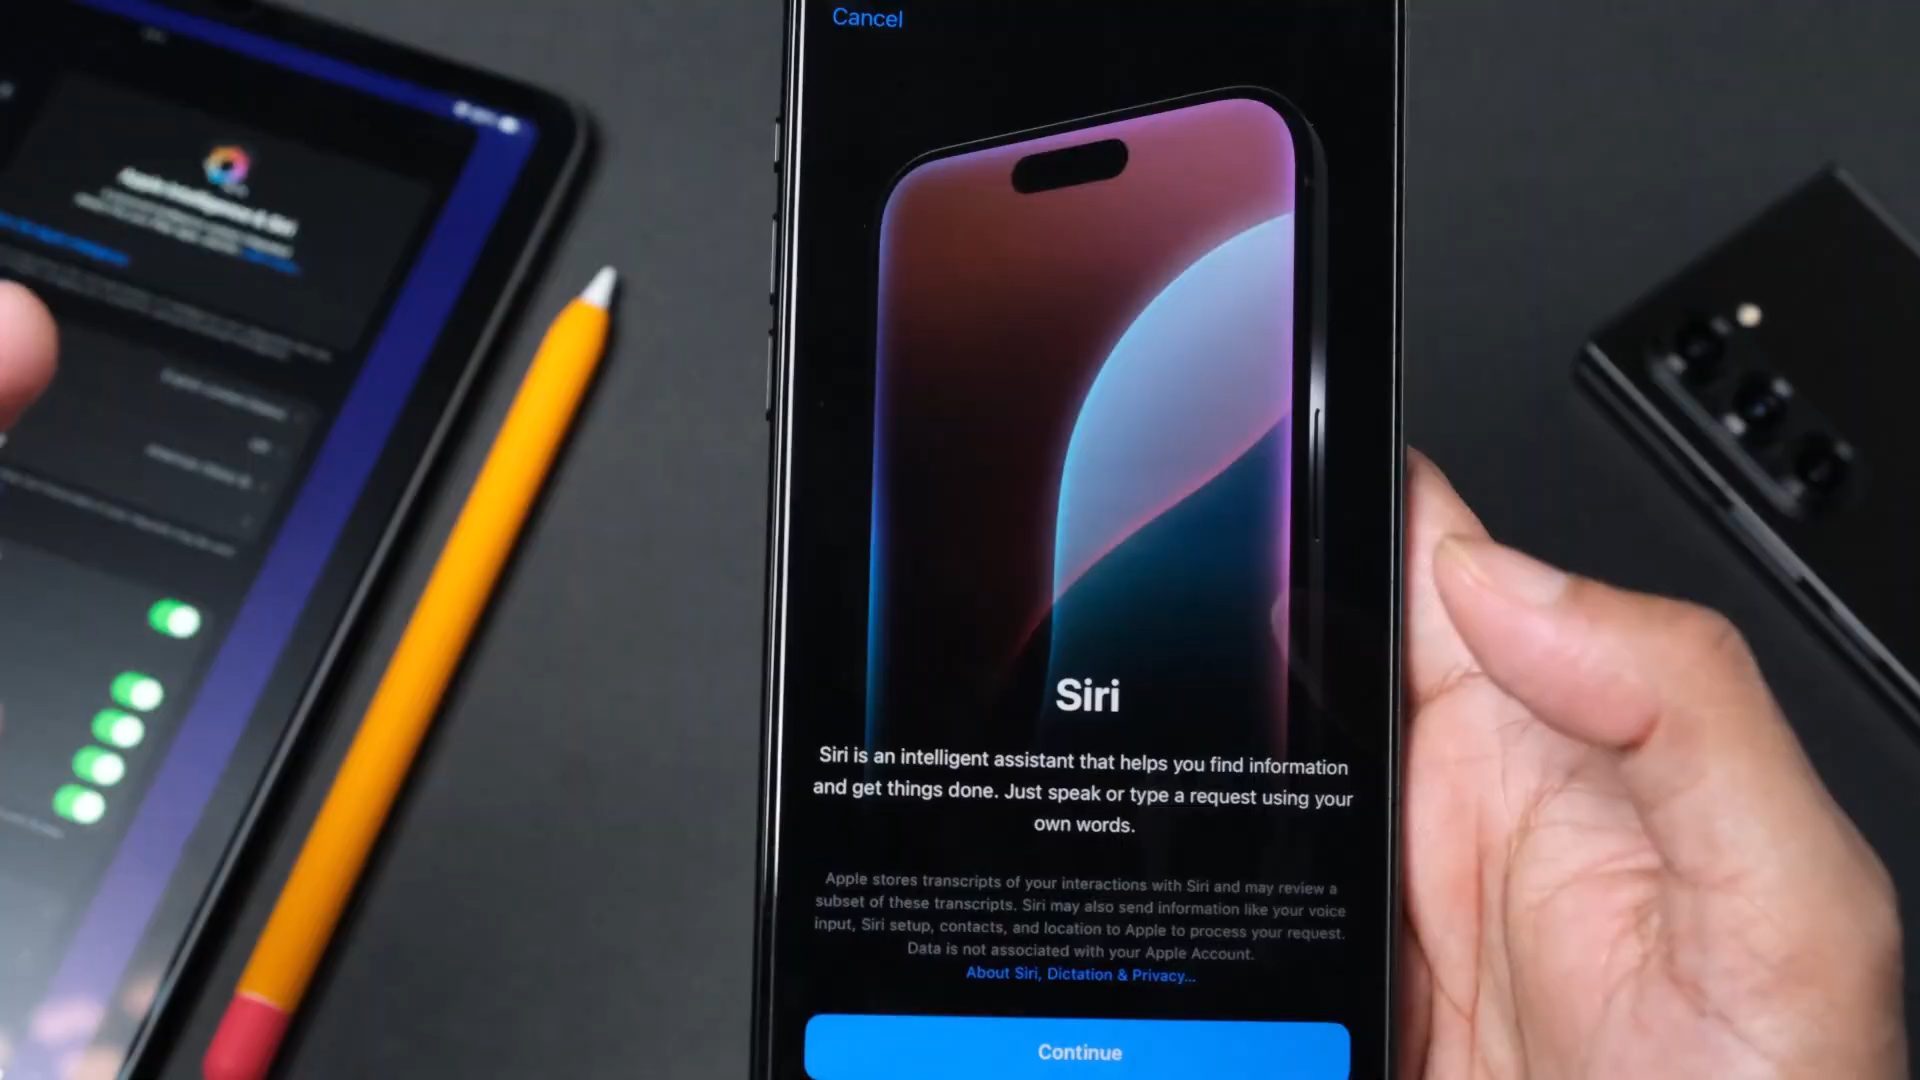 Cancel
Apple Intelligence & Siri
Siri
Siri is an intelligent assistant that helps you find information
and get things done. Just speak or type a request using your
own words.
Apple stores transcripts of your interactions with Siri and may review a
subset of these transcripts. Siri may also send information like your voice
input, Siri setup, contacts, and location to Apple to process your request.
Data is not associated with your Apple Account.
About Siri, Dictation & Privacy...
Continue